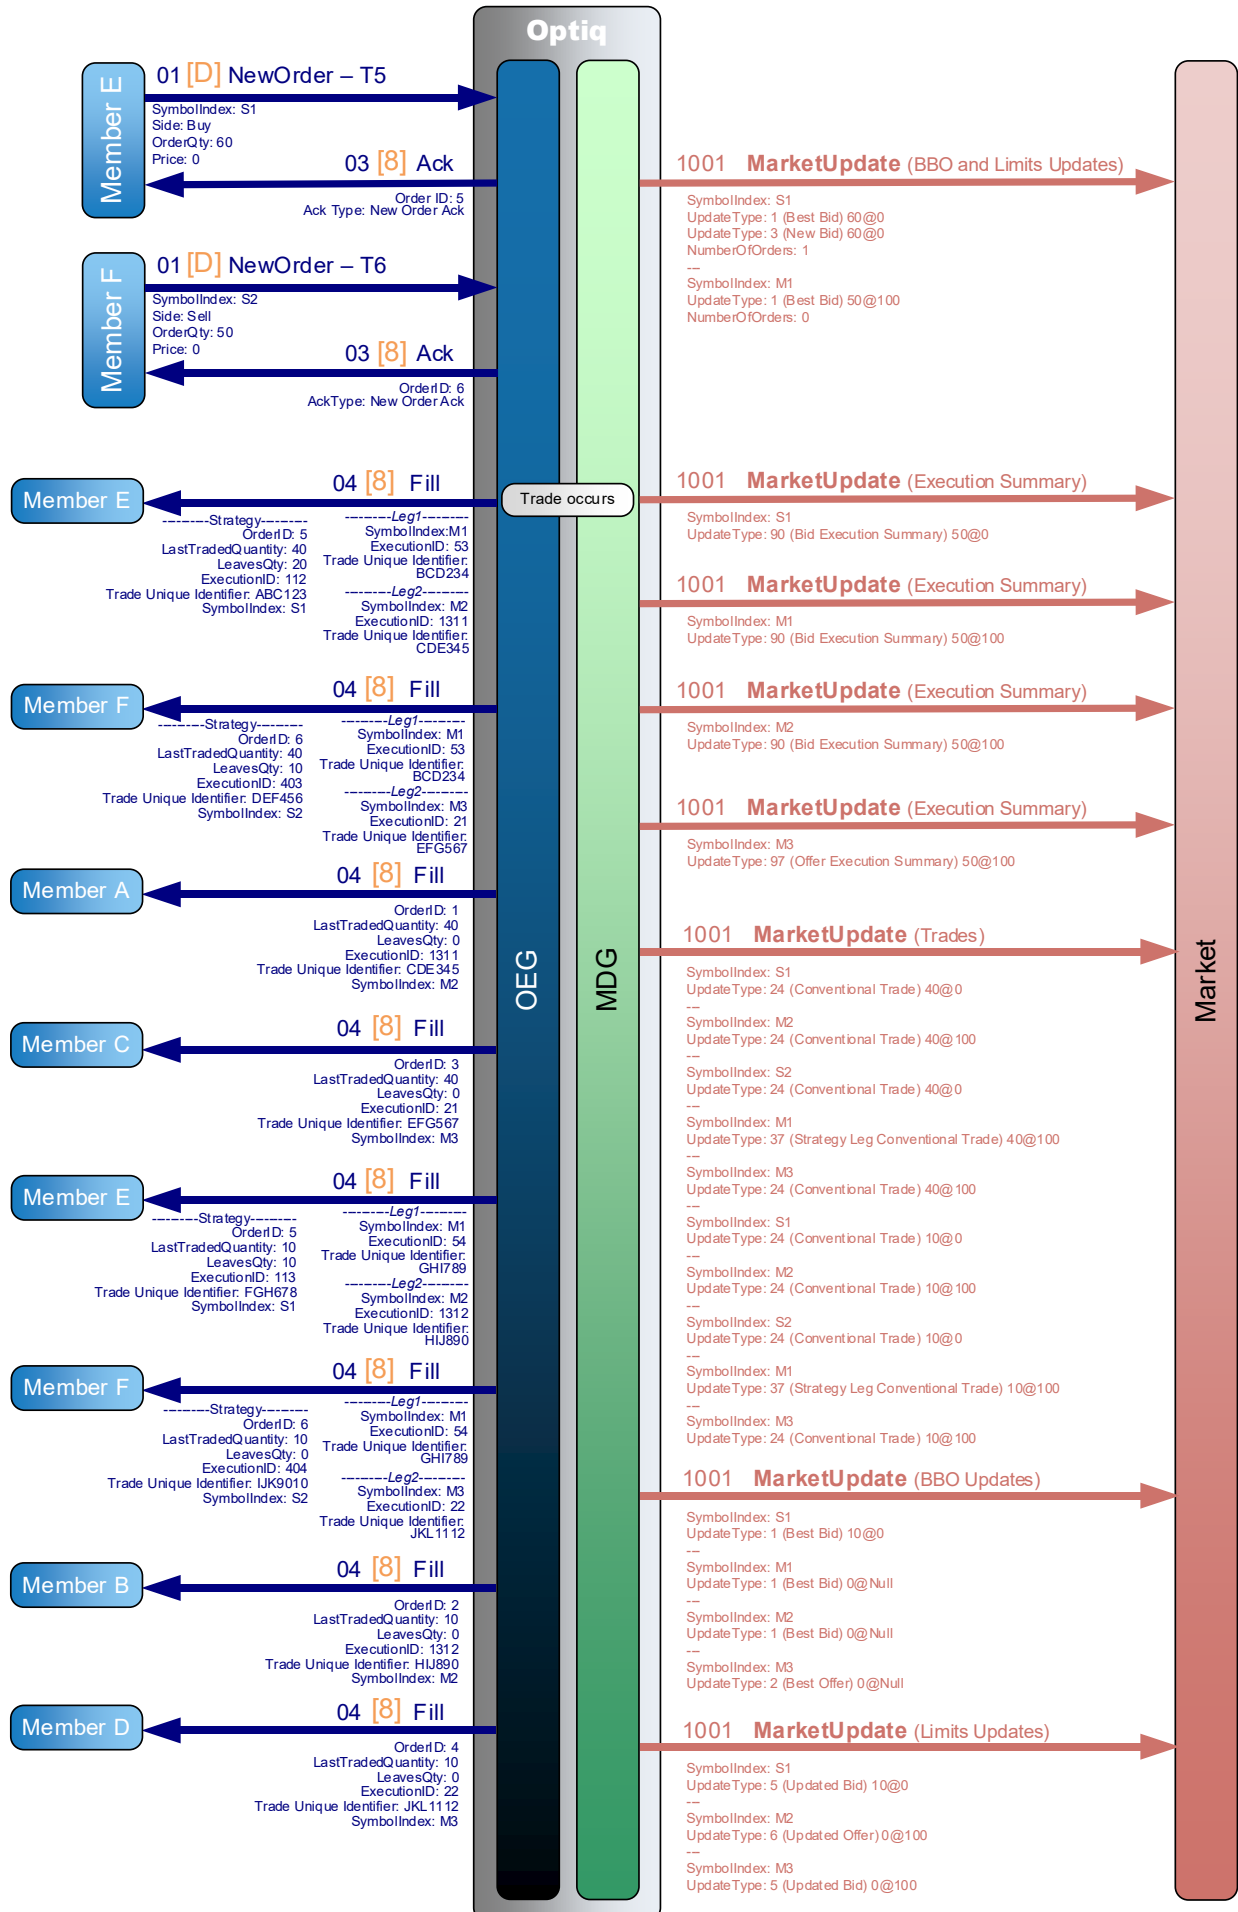 Optiq
Member E
01 [D] NewOrder – T5
SymbolIndex: S1
Side: Buy
OrderQty: 60
Price: 0
03 [8] Ack
Order ID: 5
Ack Type: New Order Ack
Member F
01 [D] NewOrder – T6
SymbolIndex: S2
Side: Sell
OrderQty: 50
Price: 0
03 [8] Ack
OrderID: 6
AckType: New Order Ack
Member E
04 [8] Fill
----------Strategy----------
OrderID: 5
LastTradedQuantity: 40
LeavesQty: 20
ExecutionID: 112
Trade Unique Identifier: ABC123
SymbolIndex: S1
----------Leg1----------
SymbolIndex:M1
ExecutionID: 53
Trade Unique Identifier:
BCD234
----------Leg2----------
SymbolIndex: M2
ExecutionID: 1311
Trade Unique Identifier:
CDE345
Member F
04 [8] Fill
----------Strategy----------
OrderID: 6
LastTradedQuantity: 40
LeavesQty: 10
ExecutionID: 403
Trade Unique Identifier: DEF456
SymbolIndex: S2
----------Leg1----------
SymbolIndex: M1
ExecutionID: 53
Trade Unique Identifier:
BCD234
----------Leg2----------
SymbolIndex: M3
ExecutionID: 21
Trade Unique Identifier:
EFG567
Member A
04 [8] Fill
OrderID: 1
LastTradedQuantity: 40
LeavesQty: 0
ExecutionID: 1311
Trade Unique Identifier: CDE345
SymbolIndex: M2
Member C
04 [8] Fill
OrderID: 3
LastTradedQuantity: 40
LeavesQty: 0
ExecutionID: 21
Trade Unique Identifier: EFG567
SymbolIndex: M3
Member E
04 [8] Fill
----------Strategy----------
OrderID: 5
LastTradedQuantity: 10
LeavesQty: 10
ExecutionID: 113
Trade Unique Identifier: FGH678
SymbolIndex: S1
----------Leg1----------
SymbolIndex: M1
ExecutionID: 54
Trade Unique Identifier:
GHI789
----------Leg2----------
SymbolIndex: M2
ExecutionID: 1312
Trade Unique Identifier:
HIJ890
Member F
04 [8] Fill
----------Strategy----------
OrderID: 6
LastTradedQuantity: 10
LeavesQty: 0
ExecutionID: 404
Trade Unique Identifier: IJK9010
SymbolIndex: S2
----------Leg1----------
SymbolIndex: M1
ExecutionID: 54
Trade Unique Identifier:
GHI789
----------Leg2----------
SymbolIndex: M3
ExecutionID: 22
Trade Unique Identifier:
JKL1112
Member B
04 [8] Fill
OrderID: 2
LastTradedQuantity: 10
LeavesQty: 0
ExecutionID: 1312
Trade Unique Identifier: HIJ890
SymbolIndex: M2
Member D
04 [8] Fill
OrderID: 4
LastTradedQuantity: 10
LeavesQty: 0
ExecutionID: 22
Trade Unique Identifier: JKL1112
SymbolIndex: M3
OEG
MDG
Trade occurs
1001 MarketUpdate (BBO and Limits Updates)
SymbolIndex: S1
UpdateType: 1 (Best Bid) 60@0
UpdateType: 3 (New Bid) 60@0
NumberOfOrders: 1
---
SymbolIndex: M1
UpdateType: 1 (Best Bid) 50@100
NumberOfOrders: 0
1001 MarketUpdate (Execution Summary)
SymbolIndex: S1
UpdateType: 90 (Bid Execution Summary) 50@0
1001 MarketUpdate (Execution Summary)
SymbolIndex: M1
UpdateType: 90 (Bid Execution Summary) 50@100
1001 MarketUpdate (Execution Summary)
SymbolIndex: M2
UpdateType: 90 (Bid Execution Summary) 50@100
1001 MarketUpdate (Execution Summary)
SymbolIndex: M3
UpdateType: 97 (Offer Execution Summary) 50@100
1001 MarketUpdate (Trades)
SymbolIndex: S1
UpdateType: 24 (Conventional Trade) 40@0
---
SymbolIndex: M2
UpdateType: 24 (Conventional Trade) 40@100
---
SymbolIndex: S2
UpdateType: 24 (Conventional Trade) 40@0
---
SymbolIndex: M1
UpdateType: 37 (Strategy Leg Conventional Trade) 40@100
---
SymbolIndex: M3
UpdateType: 24 (Conventional Trade) 40@100
---
SymbolIndex: S1
UpdateType: 24 (Conventional Trade) 10@0
---
SymbolIndex: M2
UpdateType: 24 (Conventional Trade) 10@100
---
SymbolIndex: S2
UpdateType: 24 (Conventional Trade) 10@0
---
SymbolIndex: M1
UpdateType: 37 (Strategy Leg Conventional Trade) 10@100
---
SymbolIndex: M3
UpdateType: 24 (Conventional Trade) 10@100
1001 MarketUpdate (BBO Updates)
SymbolIndex: S1
UpdateType: 1 (Best Bid) 10@0
---
SymbolIndex: M1
UpdateType: 1 (Best Bid) 0@Null
---
SymbolIndex: M2
UpdateType: 1 (Best Bid) 0@Null
---
SymbolIndex: M3
UpdateType: 2 (Best Offer) 0@Null
1001 MarketUpdate (Limits Updates)
SymbolIndex: S1
UpdateType: 5 (Updated Bid) 10@0
---
SymbolIndex: M2
UpdateType: 6 (Updated Offer) 0@100
---
SymbolIndex: M3
UpdateType: 5 (Updated Bid) 0@100
Market